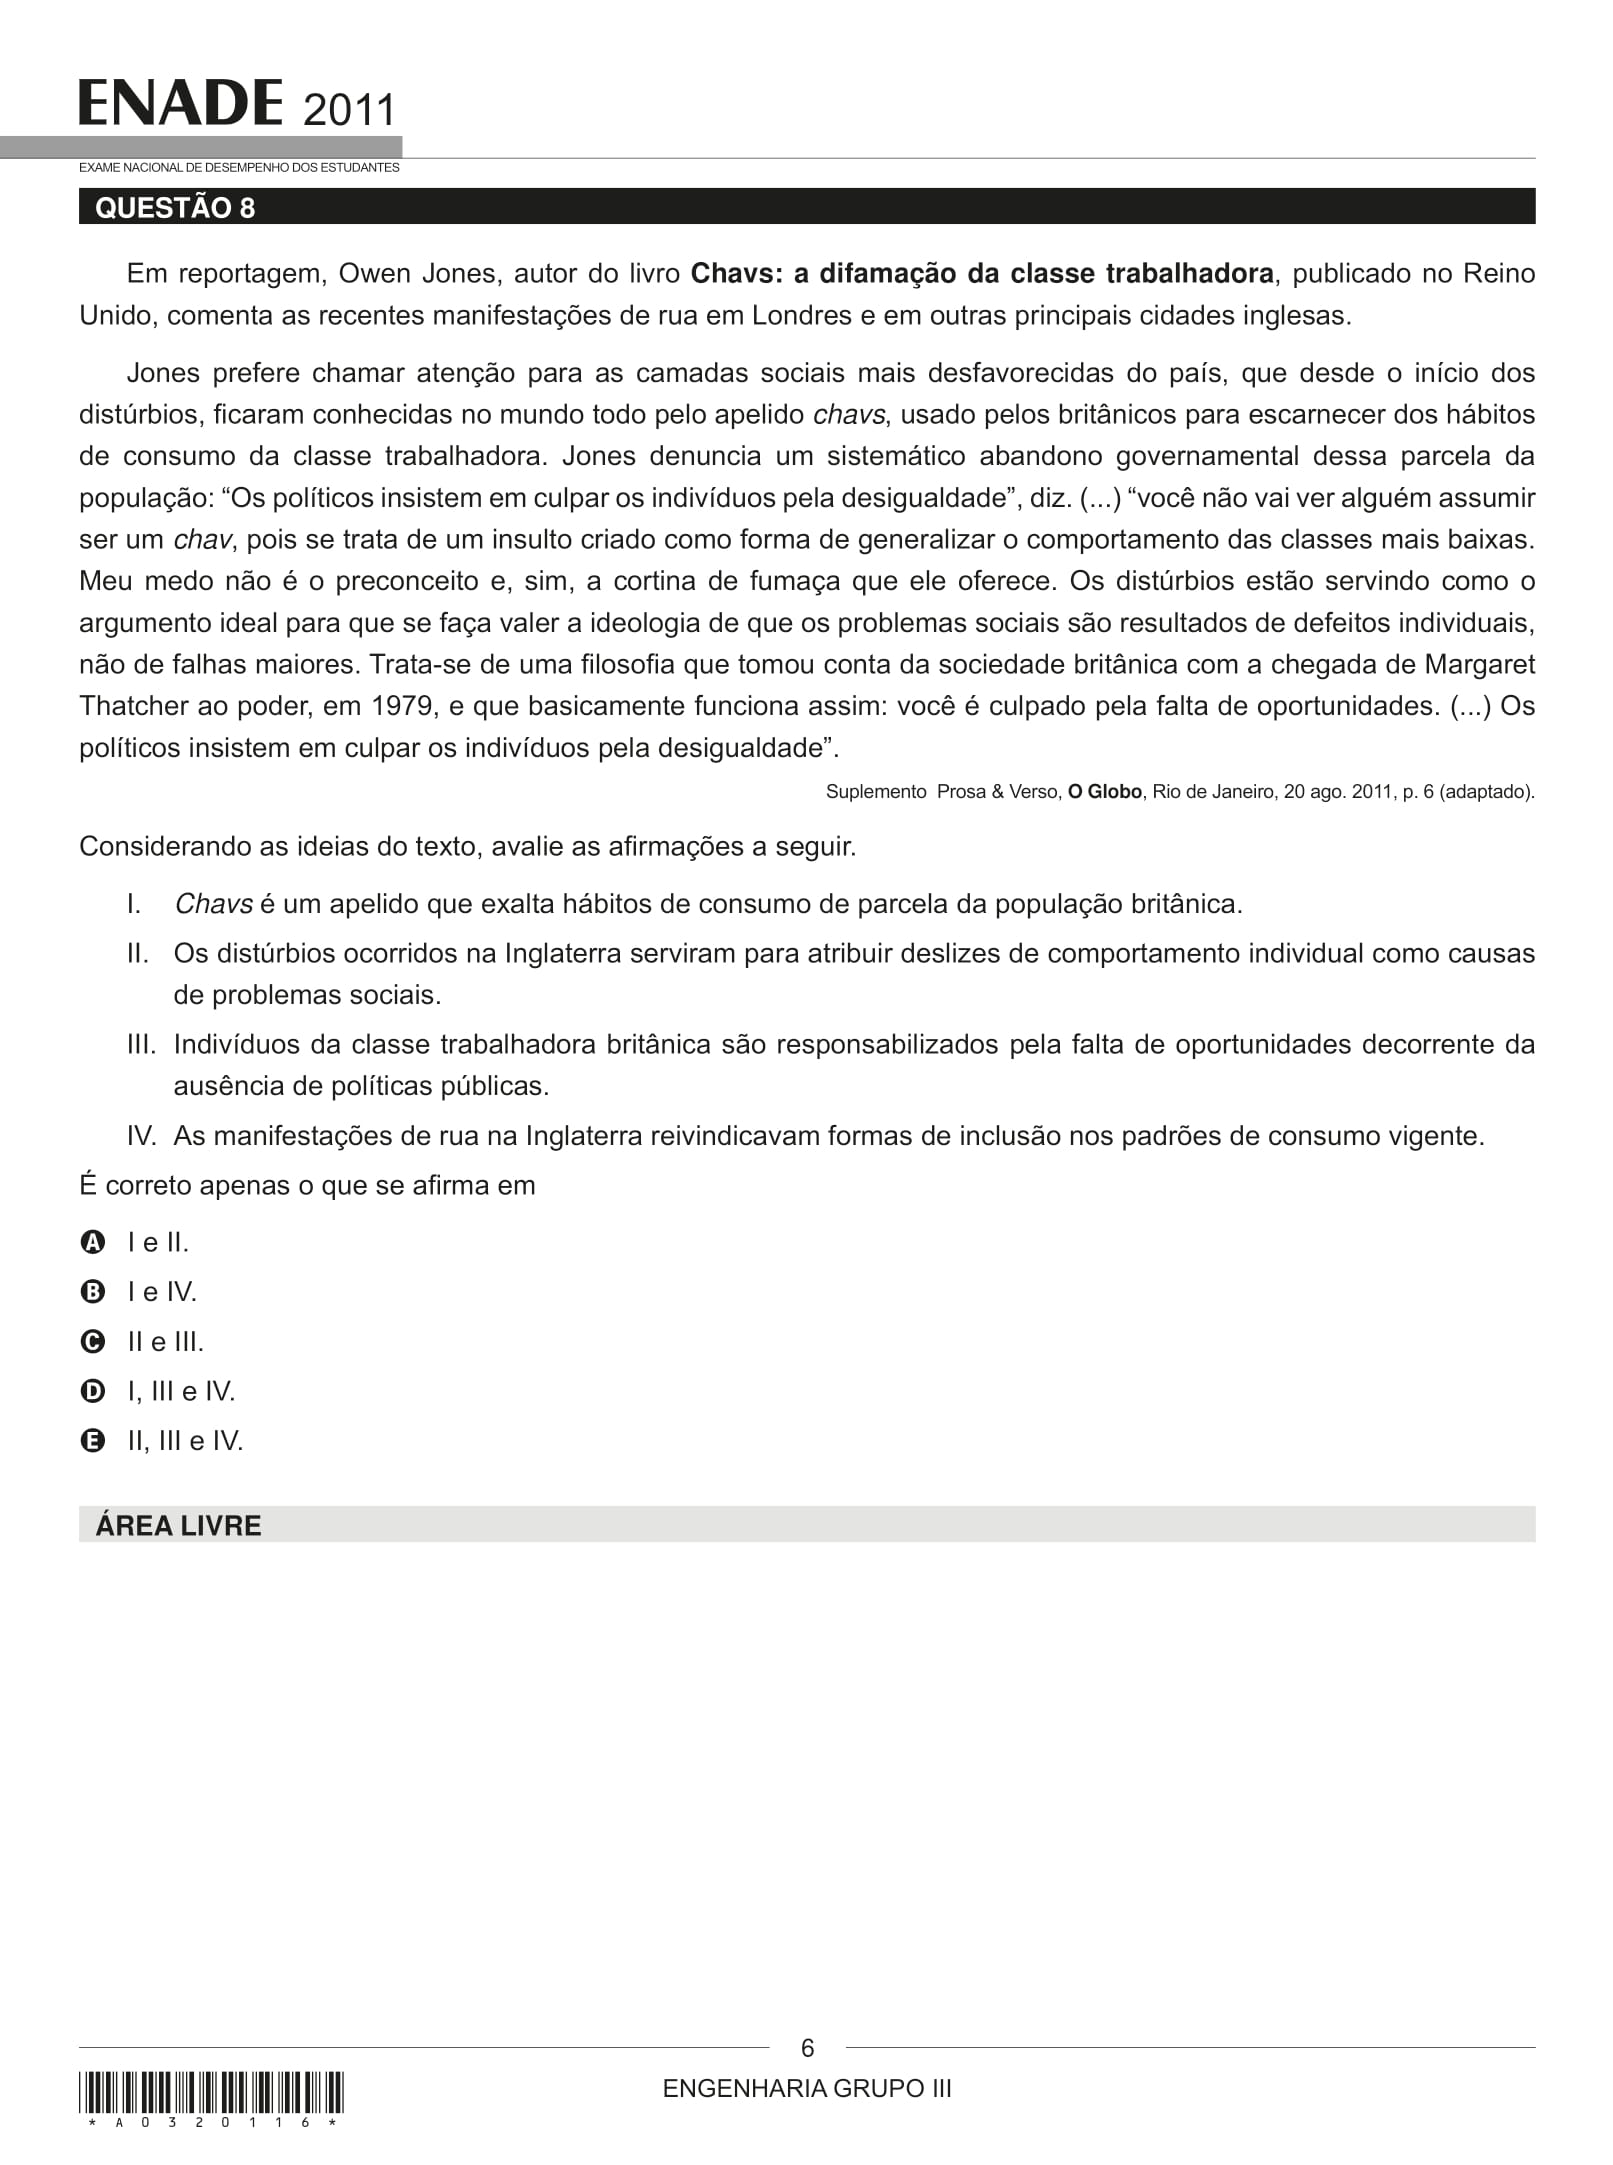 ENADE 2011
EXAME NACIONAL DE DESEMPENHO DOS ESTUDANTES
QUESTÃO 8
Em reportagem, Owen Jones, autor do livro Chavs: a difamação da classe trabalhadora, publicado no Reino
Unido, comenta as recentes manifestações de rua em Londres e em outras principais cidades inglesas.
Jones prefere chamar atenção para as camadas sociais mais desfavorecidas do país, que desde o início dos
distúrbios, ficaram conhecidas no mundo todo pelo apelido chavs, usado pelos britânicos para escarnecer dos hábitos
de consumo da classe trabalhadora. Jones denuncia um sistemático abandono governamental dessa parcela da
população: “Os políticos insistem em culpar os indivíduos pela desigualdade”, diz. (...) “você não vai ver alguém assumir
ser um chav, pois se trata de um insulto criado como forma de generalizar o comportamento das classes mais baixas.
Meu medo não é o preconceito e, sim, a cortina de fumaça que ele oferece. Os distúrbios estão servindo como o
argumento ideal para que se faça valer a ideologia de que os problemas sociais são resultados de defeitos individuais,
não de falhas maiores. Trata-se de uma filosofia que tomou conta da sociedade britânica com a chegada de Margaret
Thatcher ao poder, em 1979, e que basicamente funciona assim: você é culpado pela falta de oportunidades. (...) Os
políticos insistem em culpar os indivíduos pela desigualdade”.
Suplemento Prosa & Verso, O Globo, Rio de Janeiro, 20 ago. 2011, p. 6 (adaptado).
Considerando as ideias do texto, avalie as afirmações a seguir.
I. Chavs é um apelido que exalta hábitos de consumo de parcela da população britânica.
II. Os distúrbios ocorridos na Inglaterra serviram para atribuir deslizes de comportamento individual como causas
de problemas sociais.
III. Indivíduos da classe trabalhadora britânica são responsabilizados pela falta de oportunidades decorrente da
ausência de políticas públicas.
IV. As manifestações de rua na Inglaterra reivindicavam formas de inclusão nos padrões de consumo vigente.
É correto apenas o que se afirma em
A I e II.
B I e IV.
C II e III.
D I, III e IV.
E II, III e IV.
ÁREA LIVRE
6
ENGENHARIA GRUPO III
* A 0 3 2 0 1 1 6 *